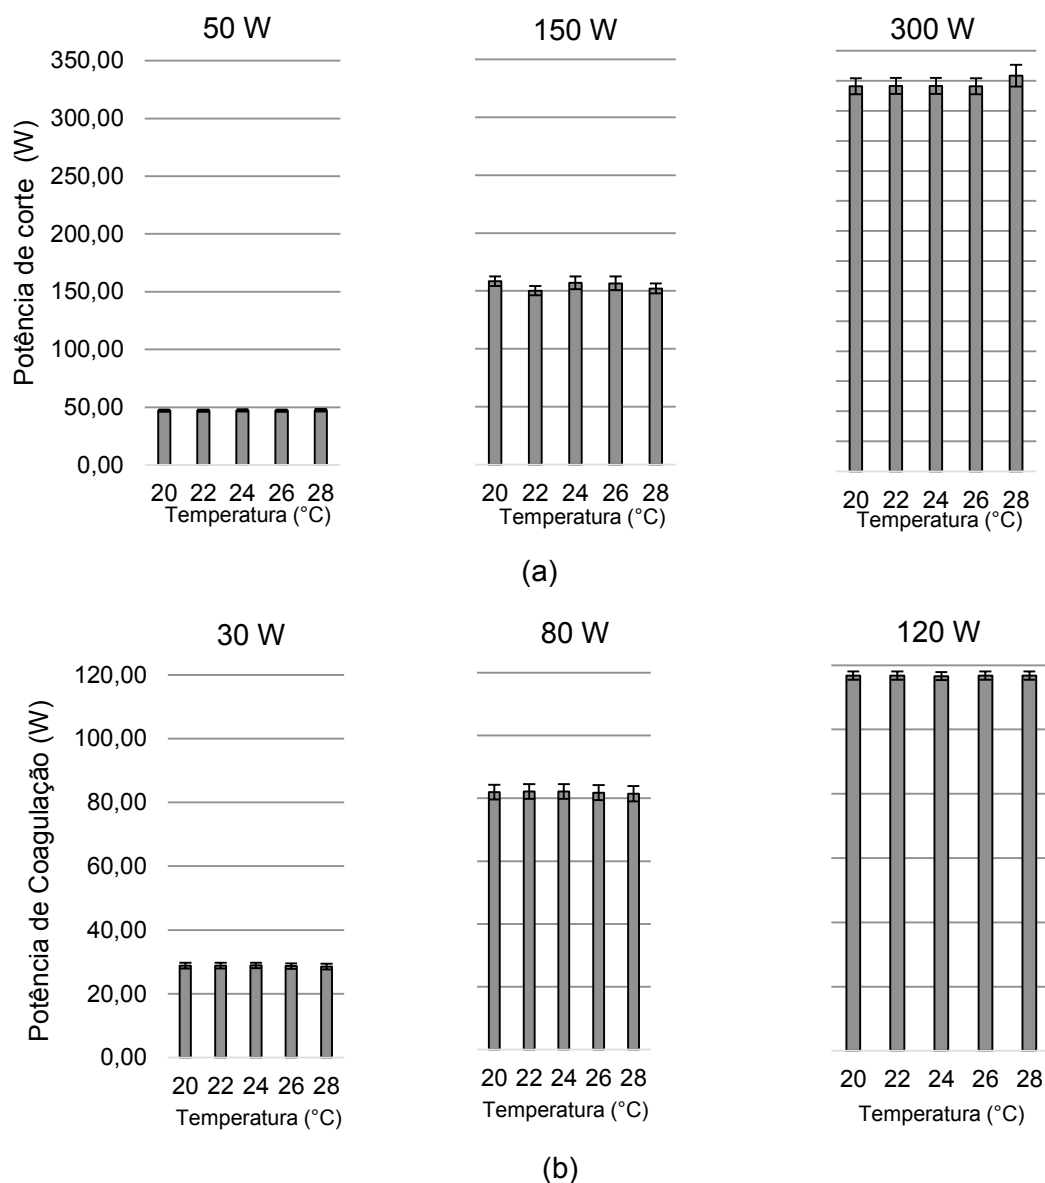 50 W 150 W 300 W
Potência de corte (W)
350,00
300,00
250,00
200,00
150,00
100,00
50,00
0,00
20 22 24 26 28 20 22 24 26 28 20 22 24 26 28
Temperatura (°C) Temperatura (°C) Temperatura (°C)
(a)
30 W 80 W 120 W
Potência de Coagulação (W)
120,00
100,00
80,00
60,00
40,00
20,00
0,00
20 22 24 26 28 20 22 24 26 28 20 22 24 26 28
Temperatura (°C) Temperatura (°C) Temperatura (°C)
(b)